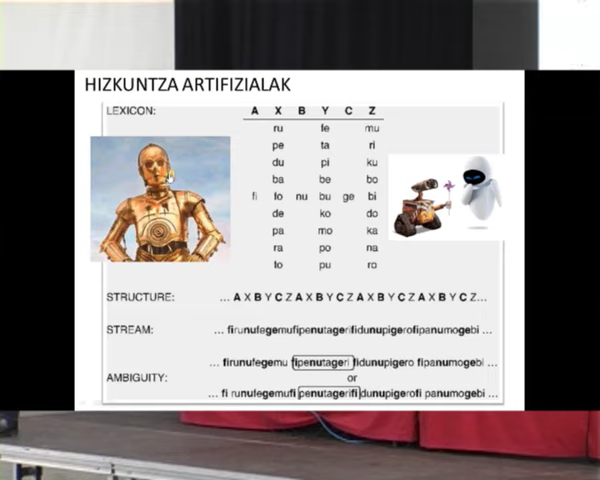 HIZKUNTZA ARTIFIZIALAK
LEXICON: A X B Y C Z
ru fe mu
pe ta ri
du pi ku
ba be bo
fi fo nu bu ge bi
de ko do
pa mo ka
ra po na
to pu ro
STRUCTURE: ... A X B Y C Z A X B Y C Z A X B Y C Z A X B Y C Z...
STREAM: ... firunufegemufipenutagerifidunupigerofipanumogebi ...
... firunufegemu fipenutageri fidunupigero fipanumogebi ...
AMBIGUITY: or
... fi runufegemufi penutagerifi dunupigerofi panumogebi ...